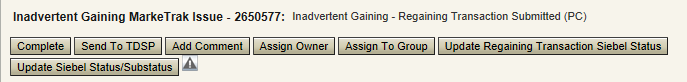 Inadvertent Gaining MarkeTrak Issue - 2650577: Inadvertent Gaining - Regaining Transaction Submitted (PC)
Complete Send To TDSP Add Comment Assign Owner Assign To Group Update Regaining Transaction Siebel Status
Update Siebel Status/Substatus